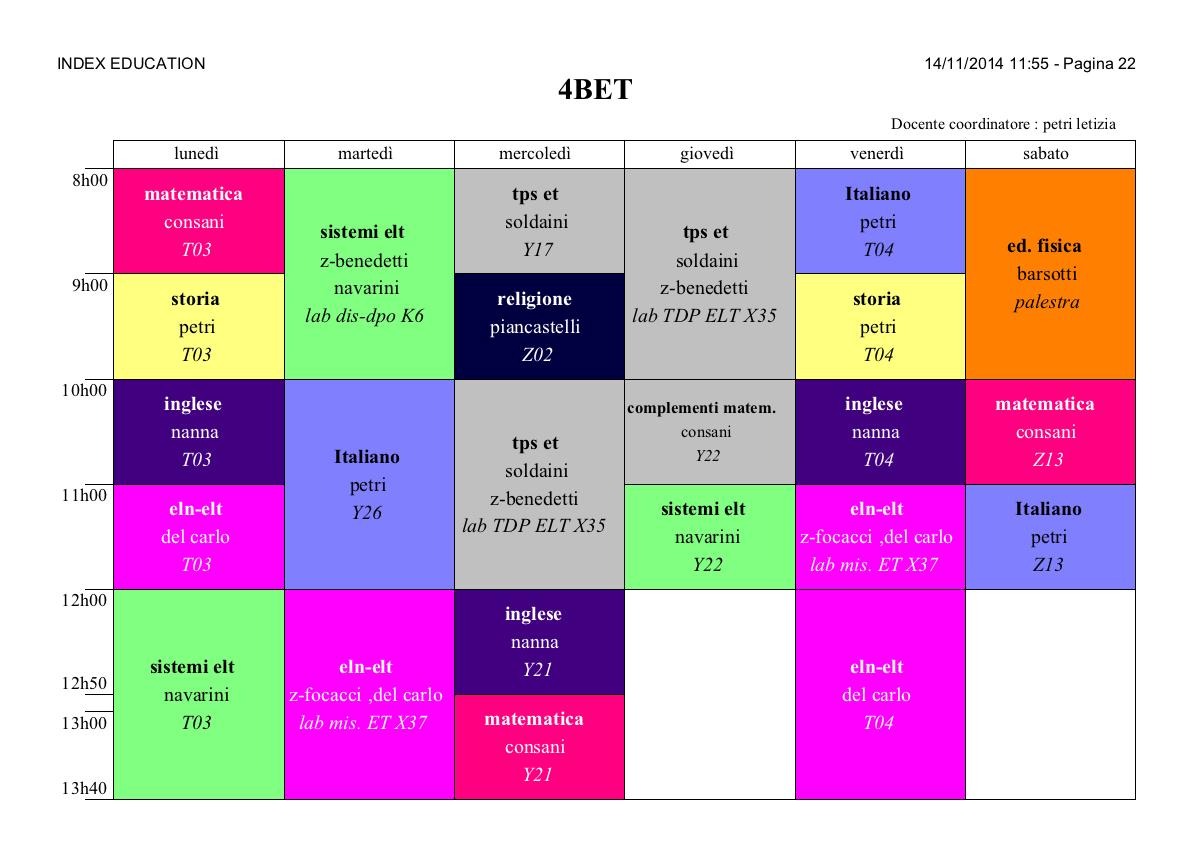 INDEX EDUCATION
14/11/2014 11:55 - Pagina 22
4BET
Docente coordinatore : petri letizia
lunedì
martedì
mercoledì
giovedì
venerdì
sabato
8h00
matematica
consani
T03
sistemi elt
z-benedetti
navarini
lab dis-dpo K6
tps et
soldaini
Y17
tps et
soldaini
z-benedetti
lab TDP ELT X35
Italiano
petri
T04
ed. fisica
barsotti
palestra
9h00
storia
petri
T03
religione
piancastelli
Z02
storia
petri
T04
10h00
inglese
nanna
T03
Italiano
petri
Y26
tps et
soldaini
z-benedetti
lab TDP ELT X35
complementi matem.
consani
Y22
inglese
nanna
T04
matematica
consani
Z13
11h00
eln-elt
del carlo
T03
sistemi elt
navarini
Y22
eln-elt
z-focacci ,del carlo
lab mis. ET X37
Italiano
petri
Z13
12h00
sistemi elt
navarini
T03
eln-elt
z-focacci ,del carlo
lab mis. ET X37
inglese
nanna
Y21
eln-elt
del carlo
T04
12h50
13h00
matematica
consani
Y21
13h40